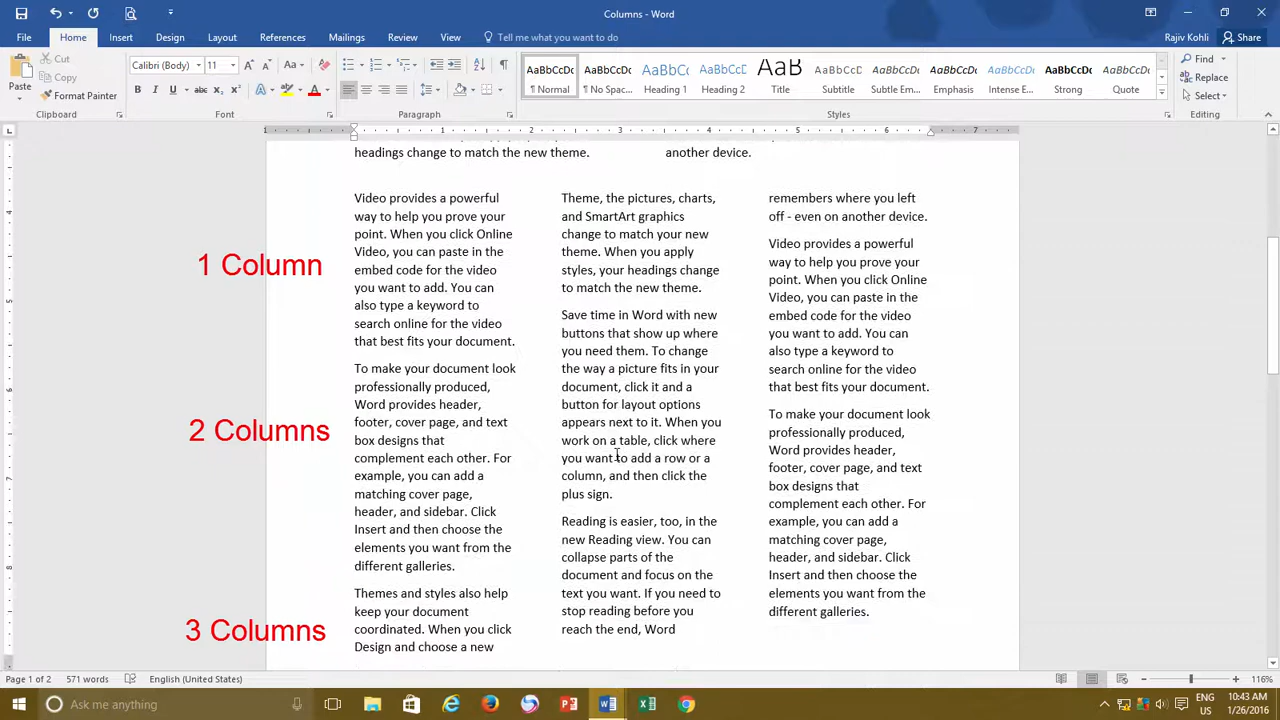 Columns - Word
Rajiv Kohli
Share
File Home Insert Design Layout References Mailings Review View Tell me what you want to do
Cut
Copy
Format Painter
Paste
Clipboard
Calibri (Body) 11
Font
Paragraph
AaBbCcDc AaBbCcDc AaBbCc AaBbCcD AaB AaBbCcD AaBbCcDc AaBbCcDc AaBbCcDc AaBbCcDc AaBbCcDc
¶ Normal ¶ No Spac... Heading 1 Heading 2 Title Subtitle Subtle Em... Emphasis Intense E... Strong Quote
Styles
Find
Replace
Select
Editing
1 1 2 3 4 5 6 7
headings change to match the new theme.
another device.
Video provides a powerful
way to help you prove your
point. When you click Online
Video, you can paste in the
embed code for the video
you want to add. You can
also type a keyword to
search online for the video
that best fits your document.
To make your document look
professionally produced,
Word provides header,
footer, cover page, and text
box designs that
complement each other. For
example, you can add a
matching cover page,
header, and sidebar. Click
Insert and then choose the
elements you want from the
different galleries.
Themes and styles also help
keep your document
coordinated. When you click
Design and choose a new
Theme, the pictures, charts,
and SmartArt graphics
change to match your new
theme. When you apply
styles, your headings change
to match the new theme.
Save time in Word with new
buttons that show up where
you need them. To change
the way a picture fits in your
document, click it and a
button for layout options
appears next to it. When you
work on a table, click where
you want to add a row or a
column, and then click the
plus sign.
Reading is easier, too, in the
new Reading view. You can
collapse parts of the
document and focus on the
text you want. If you need to
stop reading before you
reach the end, Word
remembers where you left
off - even on another device.
Video provides a powerful
way to help you prove your
point. When you click Online
Video, you can paste in the
embed code for the video
you want to add. You can
also type a keyword to
search online for the video
that best fits your document.
To make your document look
professionally produced,
Word provides header,
footer, cover page, and text
box designs that
complement each other. For
example, you can add a
matching cover page,
header, and sidebar. Click
Insert and then choose the
elements you want from the
different galleries.
1 Column
2 Columns
3 Columns
Page 1 of 2 571 words English (United States)
116%
Ask me anything
ENG
US
10:43 AM
1/26/2016